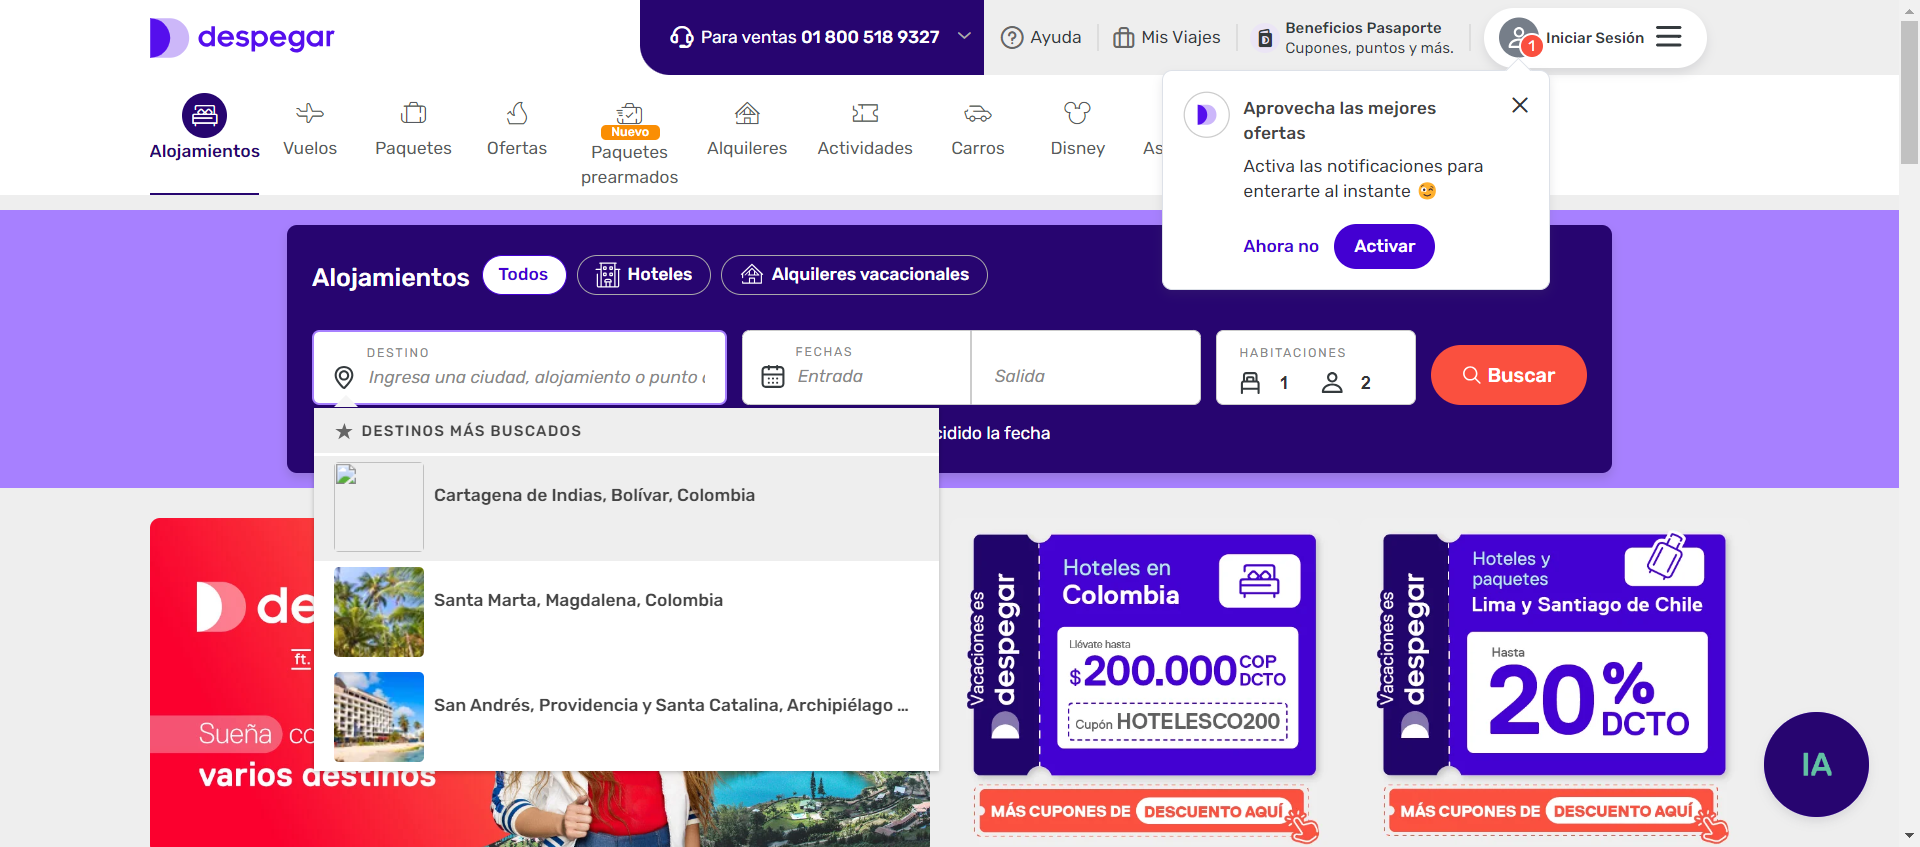 despegar
Para ventas 01 800 518 9327
Ayuda
Mis Viajes
Beneficios Pasaporte
Cupones, puntos y más.
1
Iniciar Sesión
Alojamientos
Vuelos
Paquetes
Ofertas
Nuevo
Paquetes
prearmados
Alquileres
Actividades
Carros
Disney
As
Aprovecha las mejores
ofertas
Activa las notificaciones para
enterarte al instante 😉
Ahora no
Activar
Alojamientos
Todos
Hoteles
Alquileres vacacionales
DESTINO
Ingresa una ciudad, alojamiento o punto
FECHAS
Entrada
Salida
HABITACIONES
1
2
Buscar
cidido la fecha
DESTINOS MÁS BUSCADOS
Cartagena de Indias, Bolívar, Colombia
Santa Marta, Magdalena, Colombia
San Andrés, Providencia y Santa Catalina, Archipiélago ...
de
ft.
Sueña co
varios destinos
Vacaciones es
despegar
Hoteles en
Colombia
Llévate hasta
$200.000 COP
DCTO
Cupón HOTELESCO200
MÁS CUPONES DE DESCUENTO AQUÍ
Vacaciones es
despegar
Hoteles y
paquetes
Lima y Santiago de Chile
Hasta
20%
DCTO
MÁS CUPONES DE DESCUENTO AQUÍ
IA